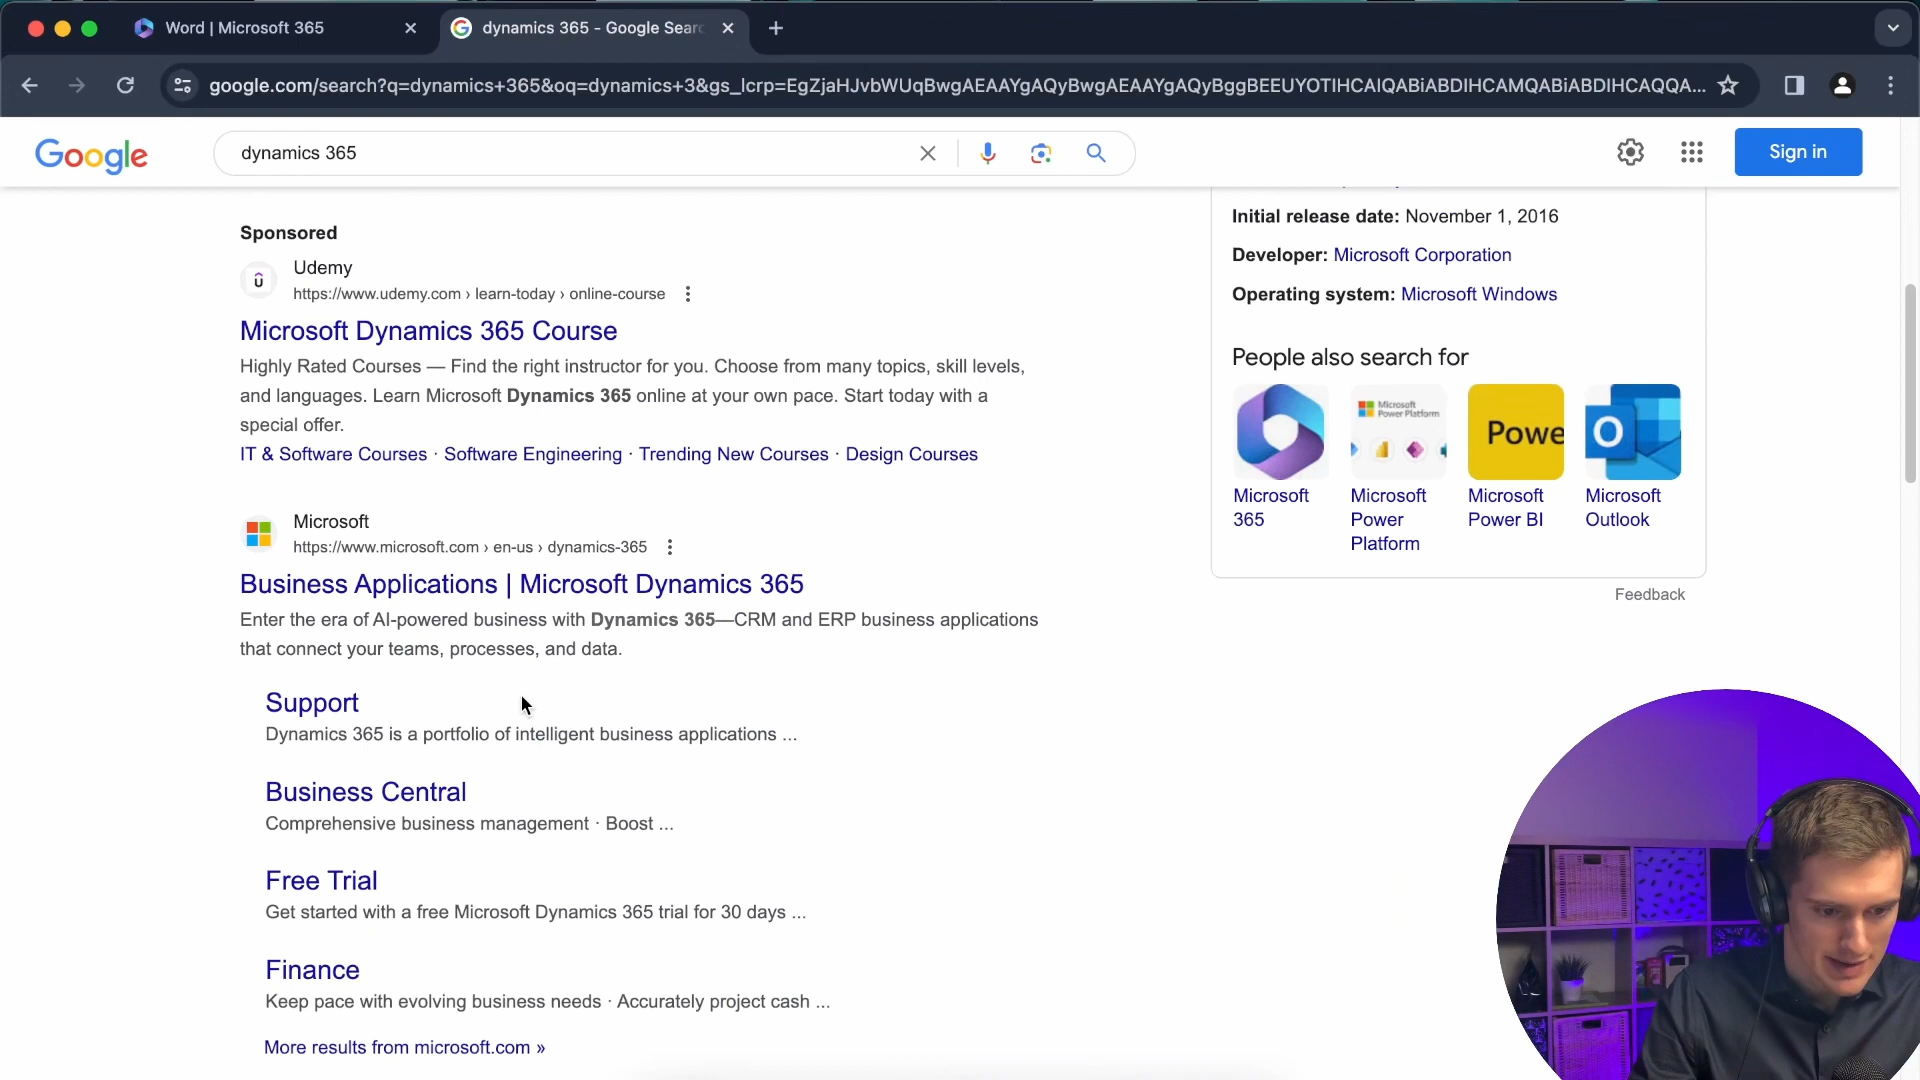 Word | Microsoft 365
dynamics 365 - Google Sear
google.com/search?q=dynamics+365&oq=dynamics+3&gs_lcrp=EgZjaHJvbWUqBwgAEAAYgAQyBwgAEAAYgAQyBggBEEUYOTIHCAIQABiABDIHCAMQABiABDIHCAQQA...
Google
dynamics 365
Sign in
Sponsored
Udemy
https://www.udemy.com › learn-today › online-course
Microsoft Dynamics 365 Course
Highly Rated Courses — Find the right instructor for you. Choose from many topics, skill levels,
and languages. Learn Microsoft Dynamics 365 online at your own pace. Start today with a
special offer.
IT & Software Courses · Software Engineering · Trending New Courses · Design Courses
Microsoft
https://www.microsoft.com › en-us › dynamics-365
Business Applications | Microsoft Dynamics 365
Enter the era of AI-powered business with Dynamics 365—CRM and ERP business applications
that connect your teams, processes, and data.
Support
Dynamics 365 is a portfolio of intelligent business applications ...
Business Central
Comprehensive business management · Boost ...
Free Trial
Get started with a free Microsoft Dynamics 365 trial for 30 days ...
Finance
Keep pace with evolving business needs · Accurately project cash ...
More results from microsoft.com »
Initial release date: November 1, 2016
Developer: Microsoft Corporation
Operating system: Microsoft Windows
People also search for
Microsoft
Power Platform
Powe
O
Microsoft
365
Microsoft
Power
Platform
Microsoft
Power BI
Microsoft
Outlook
Feedback